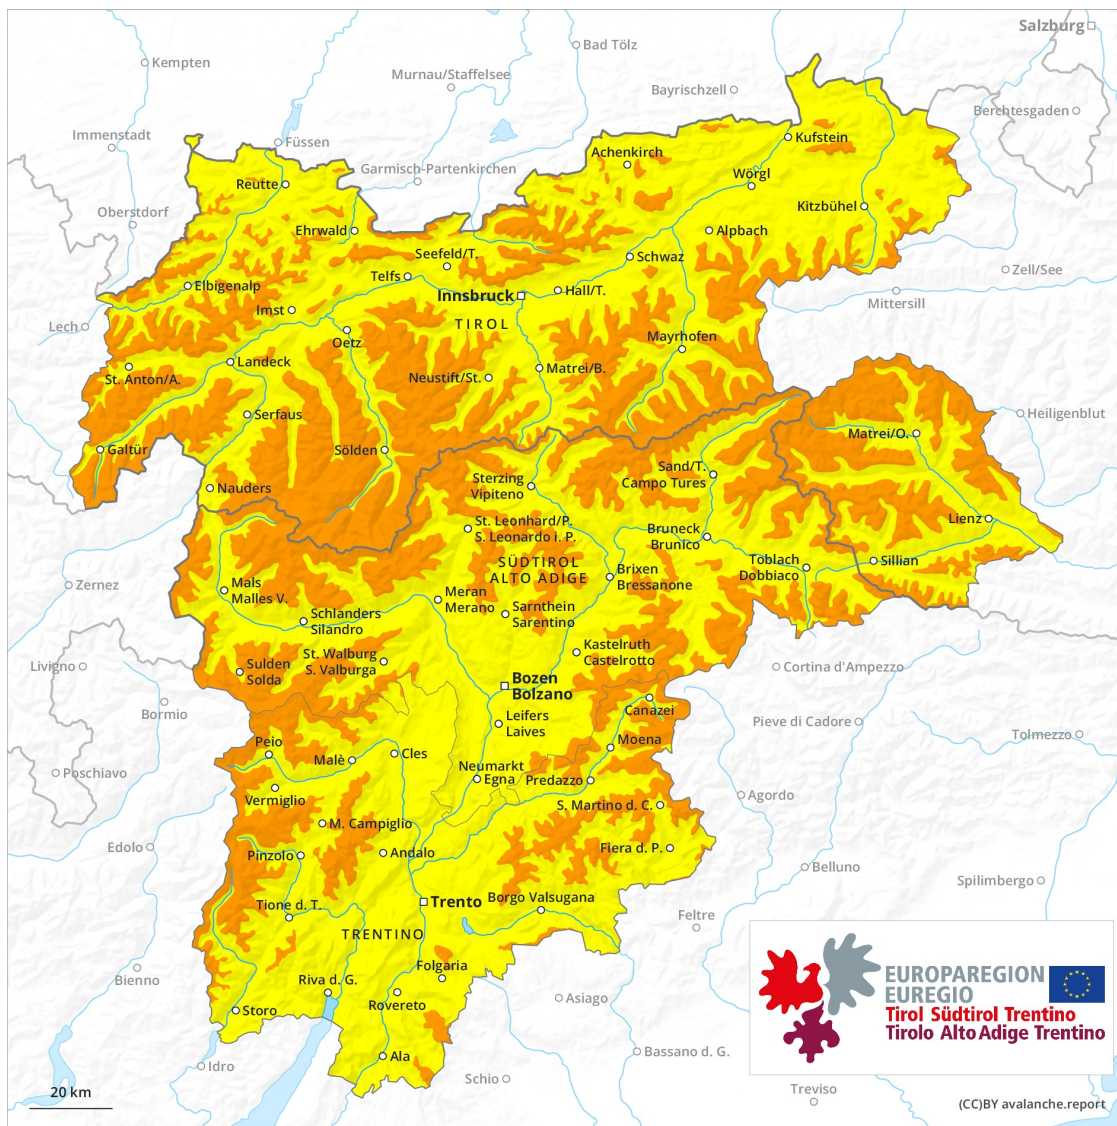 Salzburg
Bad Tölz
Kempten
Murnau/Staffelsee
Bayrischzell
Berchtesgaden
Immenstadt
Füssen
Kufstein
Achenkirch
Garmisch-Partenkirchen
Wörgl
Reutte
Kitzbühel
Oberstdorf
Ehrwald
Alpbach
Seefeld/T.
Schwaz
Telfs
Zell/See
Elbigenalp
Innsbruck
Hall/T.
Mittersill
Imst
TIROL
Lech
Oetz
Mayrhofen
Landeck
Matrei/B.
St. Anton/A.
Neustift/St.
Serfaus
Heiligenblut
Matrei/O.
Galtür
Sölden
Sand/T.
Campo Tures
Sterzing
Vipiteno
Nauders
Lienz
St. Leonhard/P.
S. Leonardo i. P.
Bruneck
Brunico
SÜDTIROL
ALTO ADIGE
Toblach
Dobbiaco
Sillian
Zernez
Brixen
Bressanone
Mals
Malles V.
Meran
Merano
Schlanders
Silandro
Sarnthein
Sarentino
Kastelruth
Castelrotto
St. Walburg
S. Valburga
Livigno
Sulden
Solda
Cortina d'Ampezzo
Bozen
Bolzano
Bormio
Canazei
Leifers
Laives
Pieve di Cadore
Tolmezzo
Peio
Moena
Malè
Cles
Poschiavo
Neumarkt
Egna
Predazzo
Vermiglio
Agordo
S. Martino d. C.
M. Campiglio
Edolo
Pinzolo
Andalo
Fiera d. P.
Belluno
Spilimbergo
Trento
Borgo Valsugana
Tione d. T.
Feltre
TRENTINO
Bienno
Folgaria
Riva d. G.
Rovereto
Asiago
Storo
EUROPAREGION
EUREGIO
Tirol Südtirol Trentino
Tirolo Alto Adige Trentino
Ala
Bassano d. G.
Idro
Schio
Treviso
20 km
(CC)BY avalanche.report